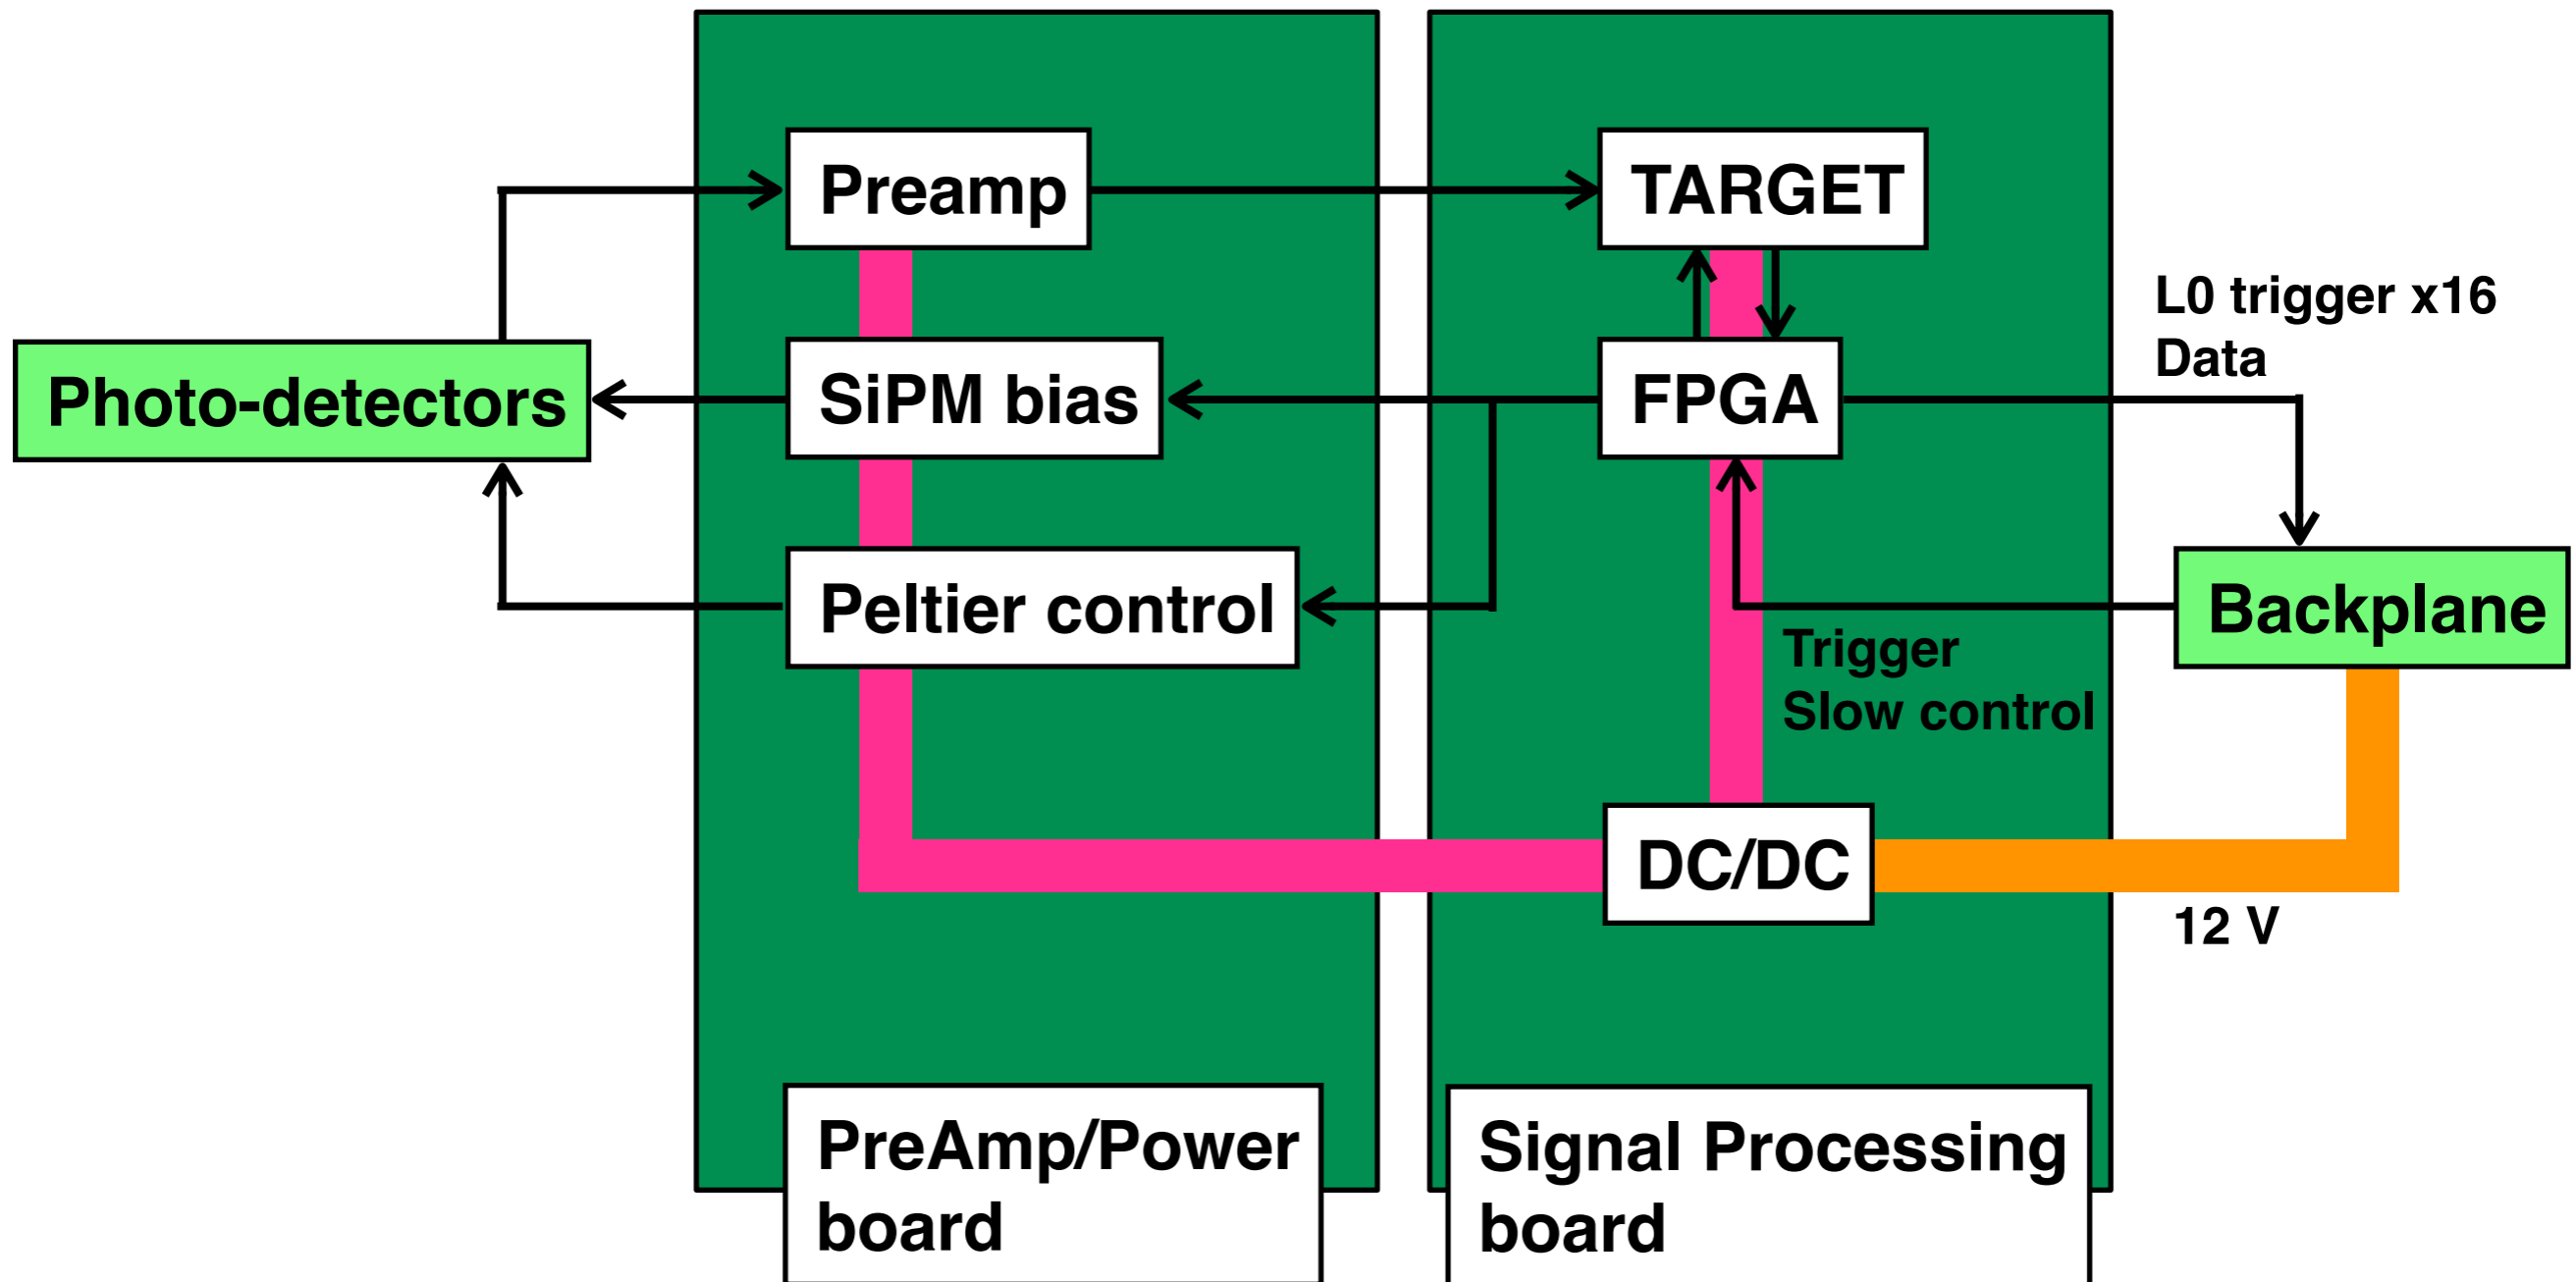 Preamp
TARGET
L0 trigger x16
Data
Photo-detectors
SiPM bias
FPGA
Peltier control
Backplane
Trigger
Slow control
DC/DC
12 V
PreAmp/Power
board
Signal Processing
board